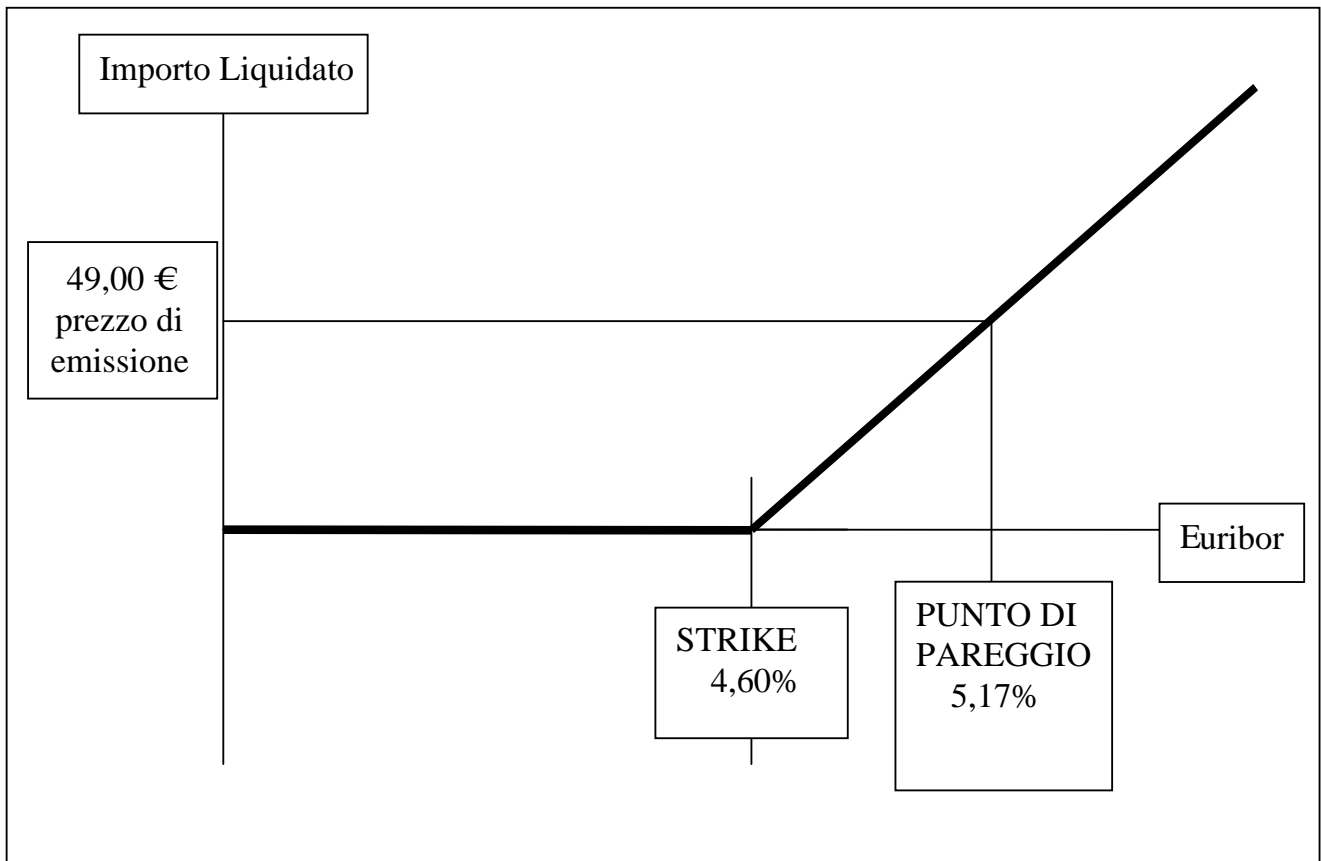 Importo Liquidato
49,00 €
prezzo di
emissione
Euribor
STRIKE
4,60%
PUNTO DI
PAREGGIO
5,17%